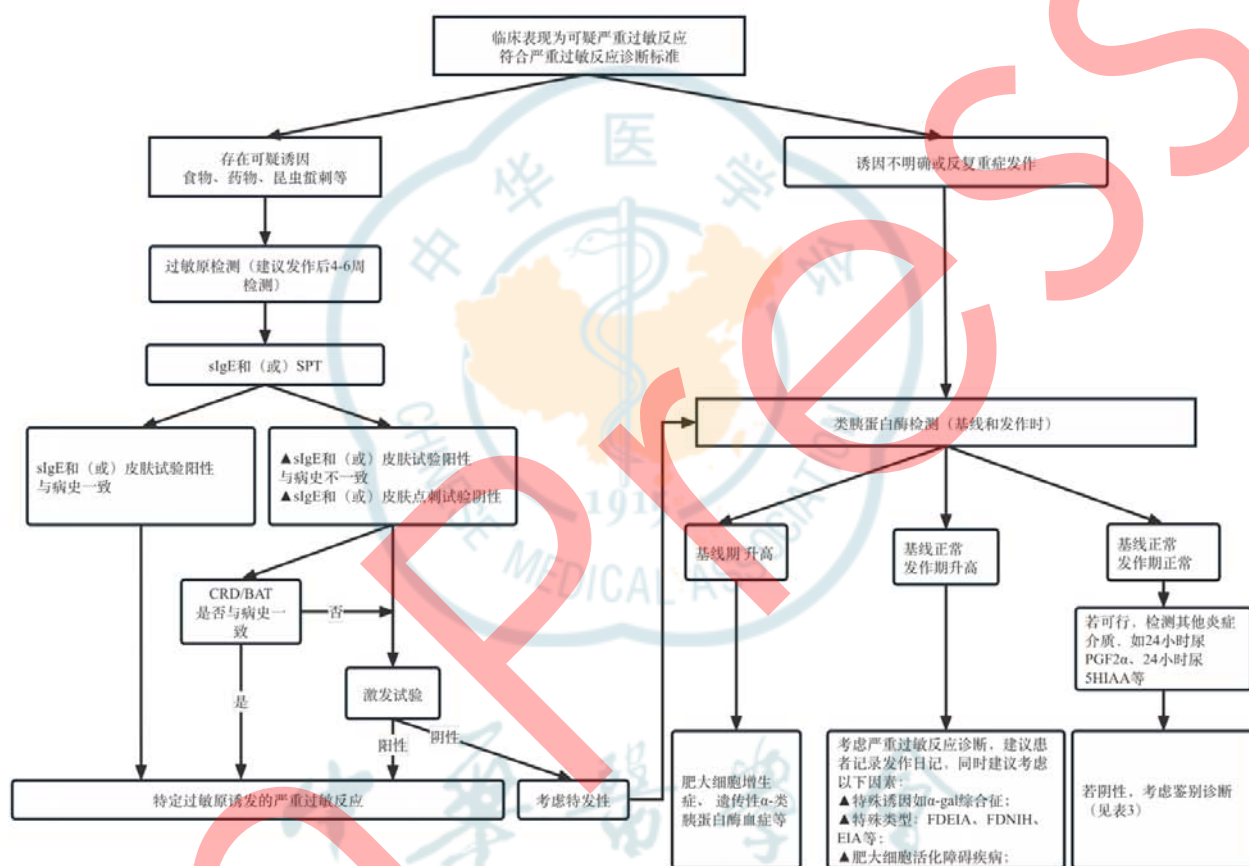 临床表现为可疑严重过敏反应
符合严重过敏反应诊断标准
存在可疑诱因
食物、药物、昆虫蜇刺等
诱因不明确或反复重症发作
过敏原检测（建议发作后4-6周
检测）
sIgE和（或）SPT
类胰蛋白酶检测（基线和发作时）
sIgE和（或）皮肤试验阳性
与病史一致
▲sIgE和（或）皮肤试验阳性
与病史不一致
▲sIgE和（或）皮肤点刺试验阴性
CRD/BAT
是否与病史一
致
否
是
激发试验
阳性
阴性
特定过敏原诱发的严重过敏反应
考虑特发性
基线期 升高
基线正常
发作期升高
基线正常
发作期正常
若可行，检测其他炎症
介质，如24小时尿
PGF2α、24小时尿
5HIAA等
肥大细胞增生
症、 遗传性α-类
胰蛋白酶血症等
考虑严重过敏反应诊断，建议患
者记录发作日记，同时建议考虑
以下因素：
▲特殊诱因如α-gal综合征；
▲特殊类型：FDEIA、FDNIH、
EIA等；
▲肥大细胞活化障碍疾病；
若阴性，考虑鉴别诊断
（见表3）
中华医学会
CHINESE MEDICAL ASSOCIATION
1915
Press